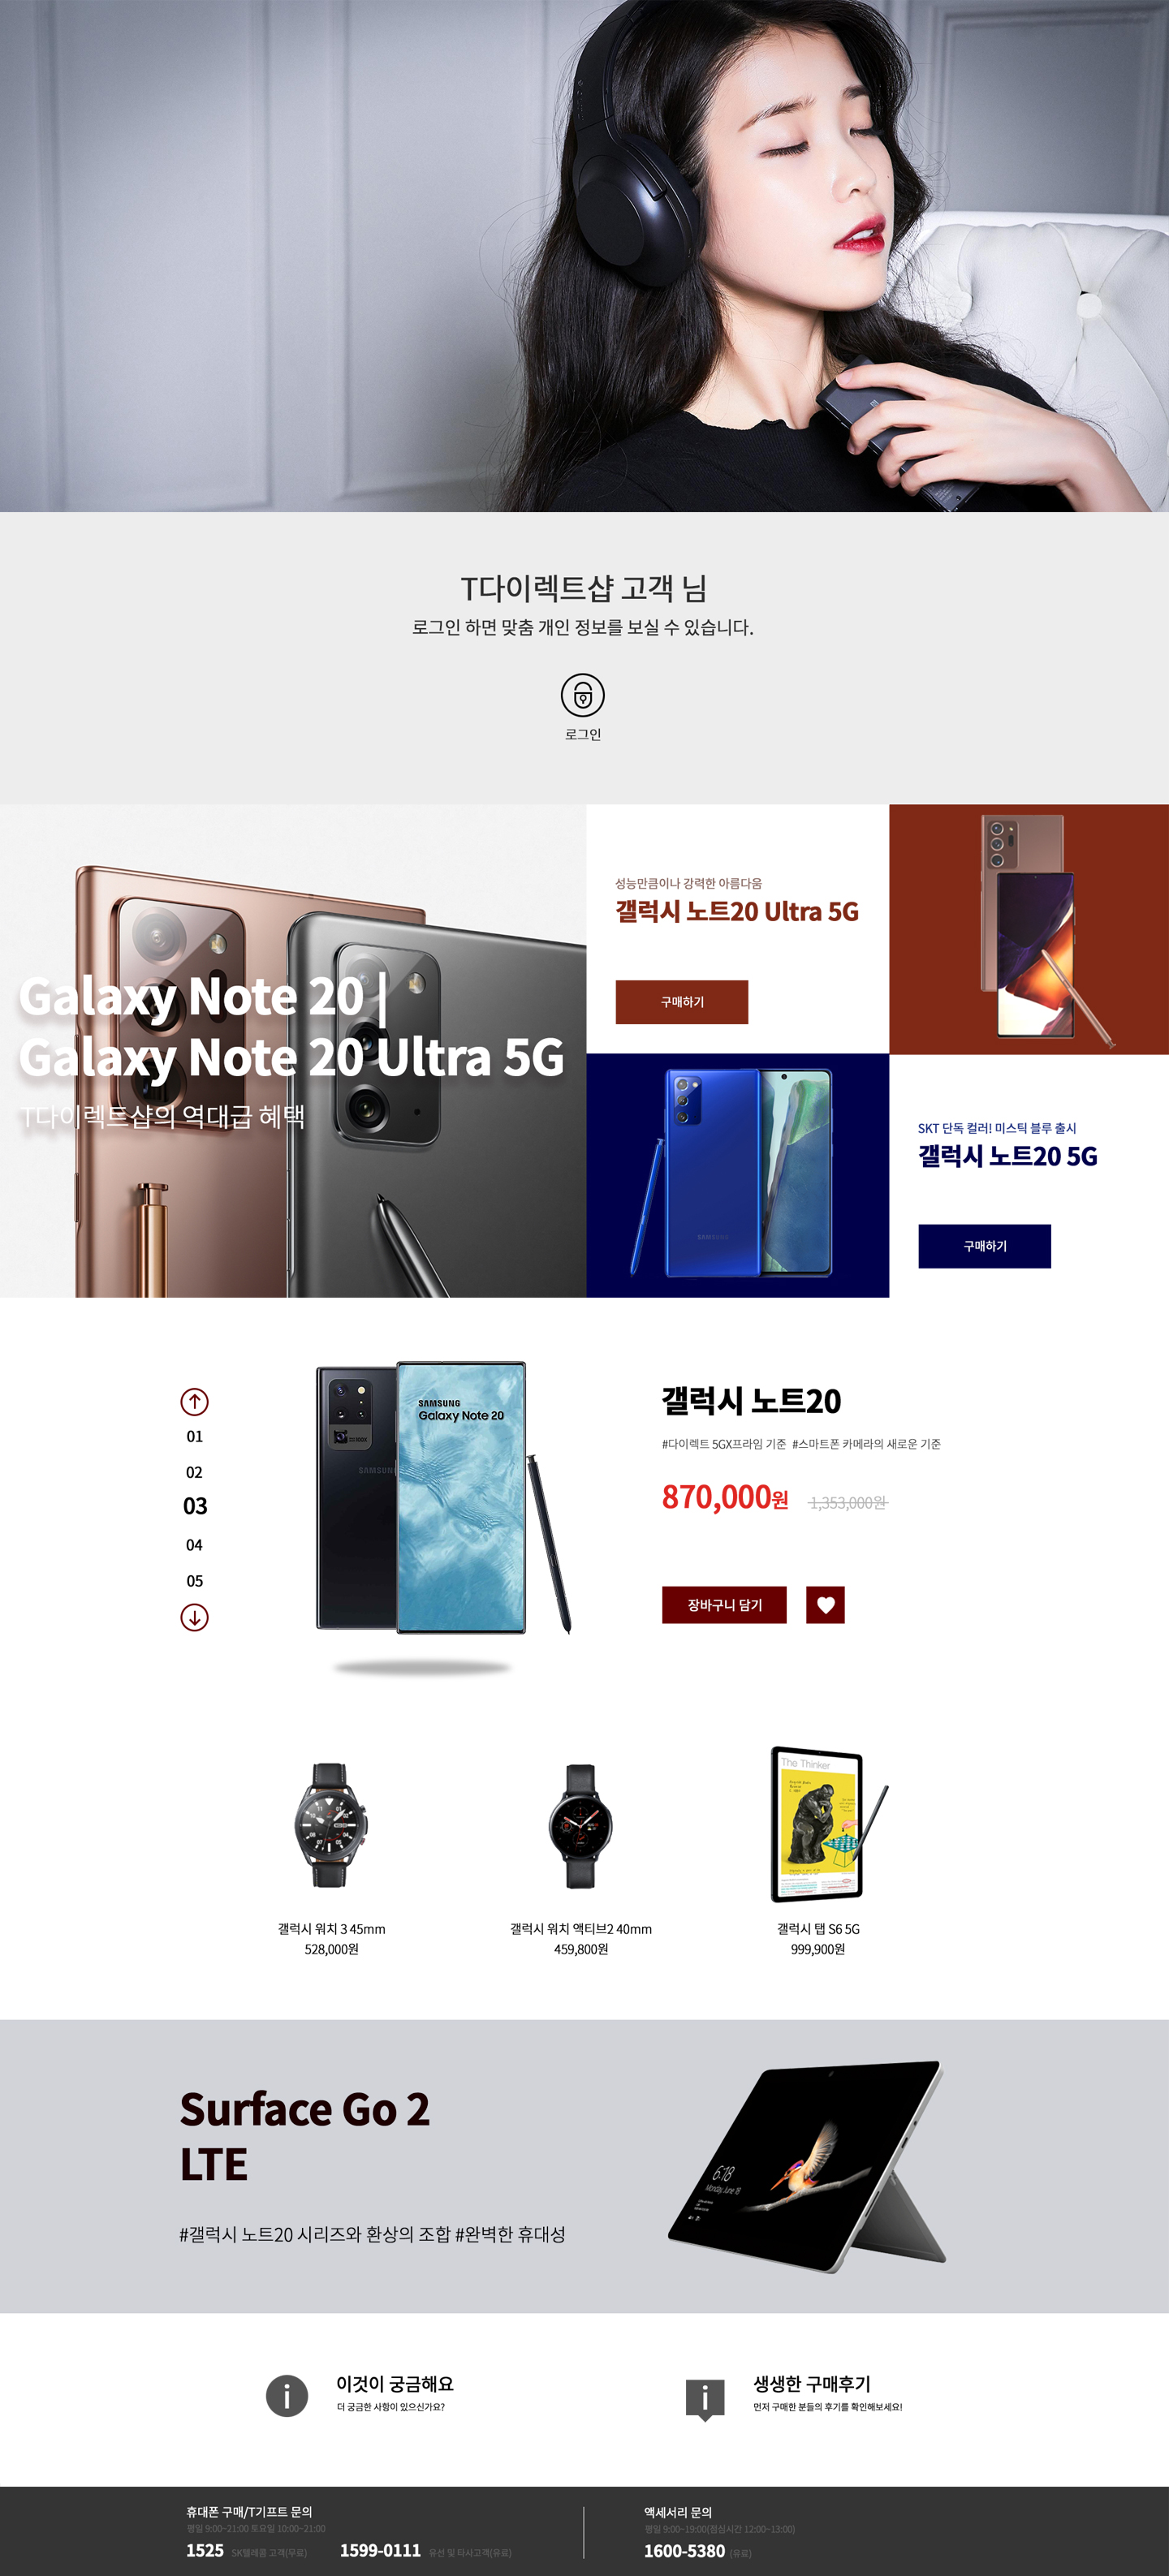 T다이렉트샵 고객 님
로그인 하면 맞춤 개인 정보를 보실 수 있습니다.
로그인
Galaxy Note 20 |
Galaxy Note 20 Ultra 5G
T다이렉트샵의 역대급 혜택
성능만큼이나 강력한 아름다움
갤럭시 노트20 Ultra 5G
구매하기
SAMSUNG
SKT 단독 컬러! 미스틱 블루 출시
갤럭시 노트20 5G
구매하기
01
02
03
04
05
SAMSUNG
SAMSUNG
Galaxy Note 20
갤럭시 노트20
#다이렉트 5GX프라임 기준 #스마트폰 카메라의 새로운 기준
870,000원 1,353,000원
장바구니 담기
The Thinker
갤럭시 워치 3 45mm
528,000원
갤럭시 워치 액티브2 40mm
459,800원
갤럭시 탭 S6 5G
999,900원
Surface Go 2
LTE
#갤럭시 노트20 시리즈와 환상의 조합 #완벽한 휴대성
6:18
Monday, June 18
이것이 궁금해요
더 궁금한 사항이 있으신가요?
생생한 구매후기
먼저 구매한 분들의 후기를 확인해보세요!
휴대폰 구매/T기프트 문의
평일 9:00~21:00 토요일 10:00~21:00
1525 SK텔레콤 고객(무료) 1599-0111 유선 및 타사고객(유료)
액세서리 문의
평일 9:00~19:00(점심시간 12:00~13:00)
1600-5380 (유료)